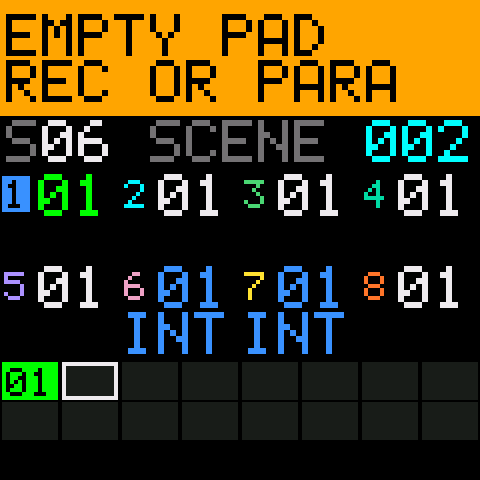 EMPTY PAD
REC OR PARA
S06 SCENE 002
1 01 2 01 3 01 4 01
5 01 6 01 7 01 8 01
INT INT
01